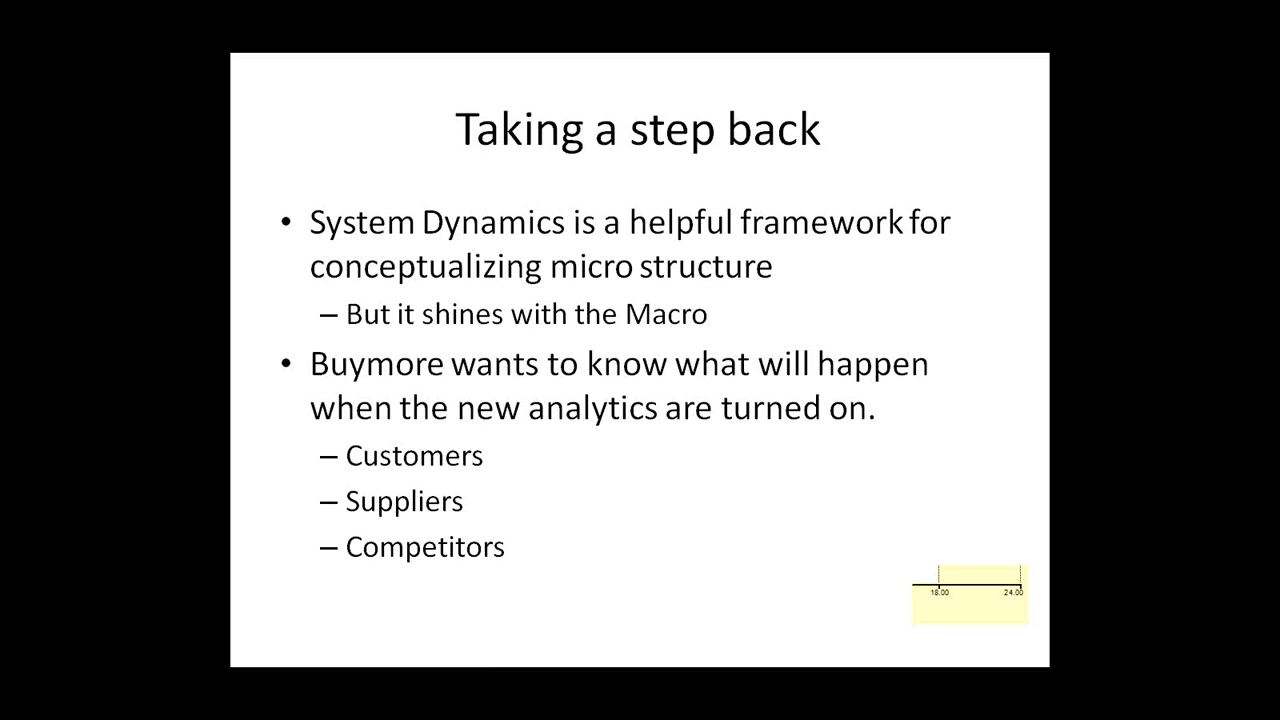 Taking a step back
• System Dynamics is a helpful framework for
conceptualizing micro structure
– But it shines with the Macro
• Buymore wants to know what will happen
when the new analytics are turned on.
– Customers
– Suppliers
– Competitors
18.00 24.00